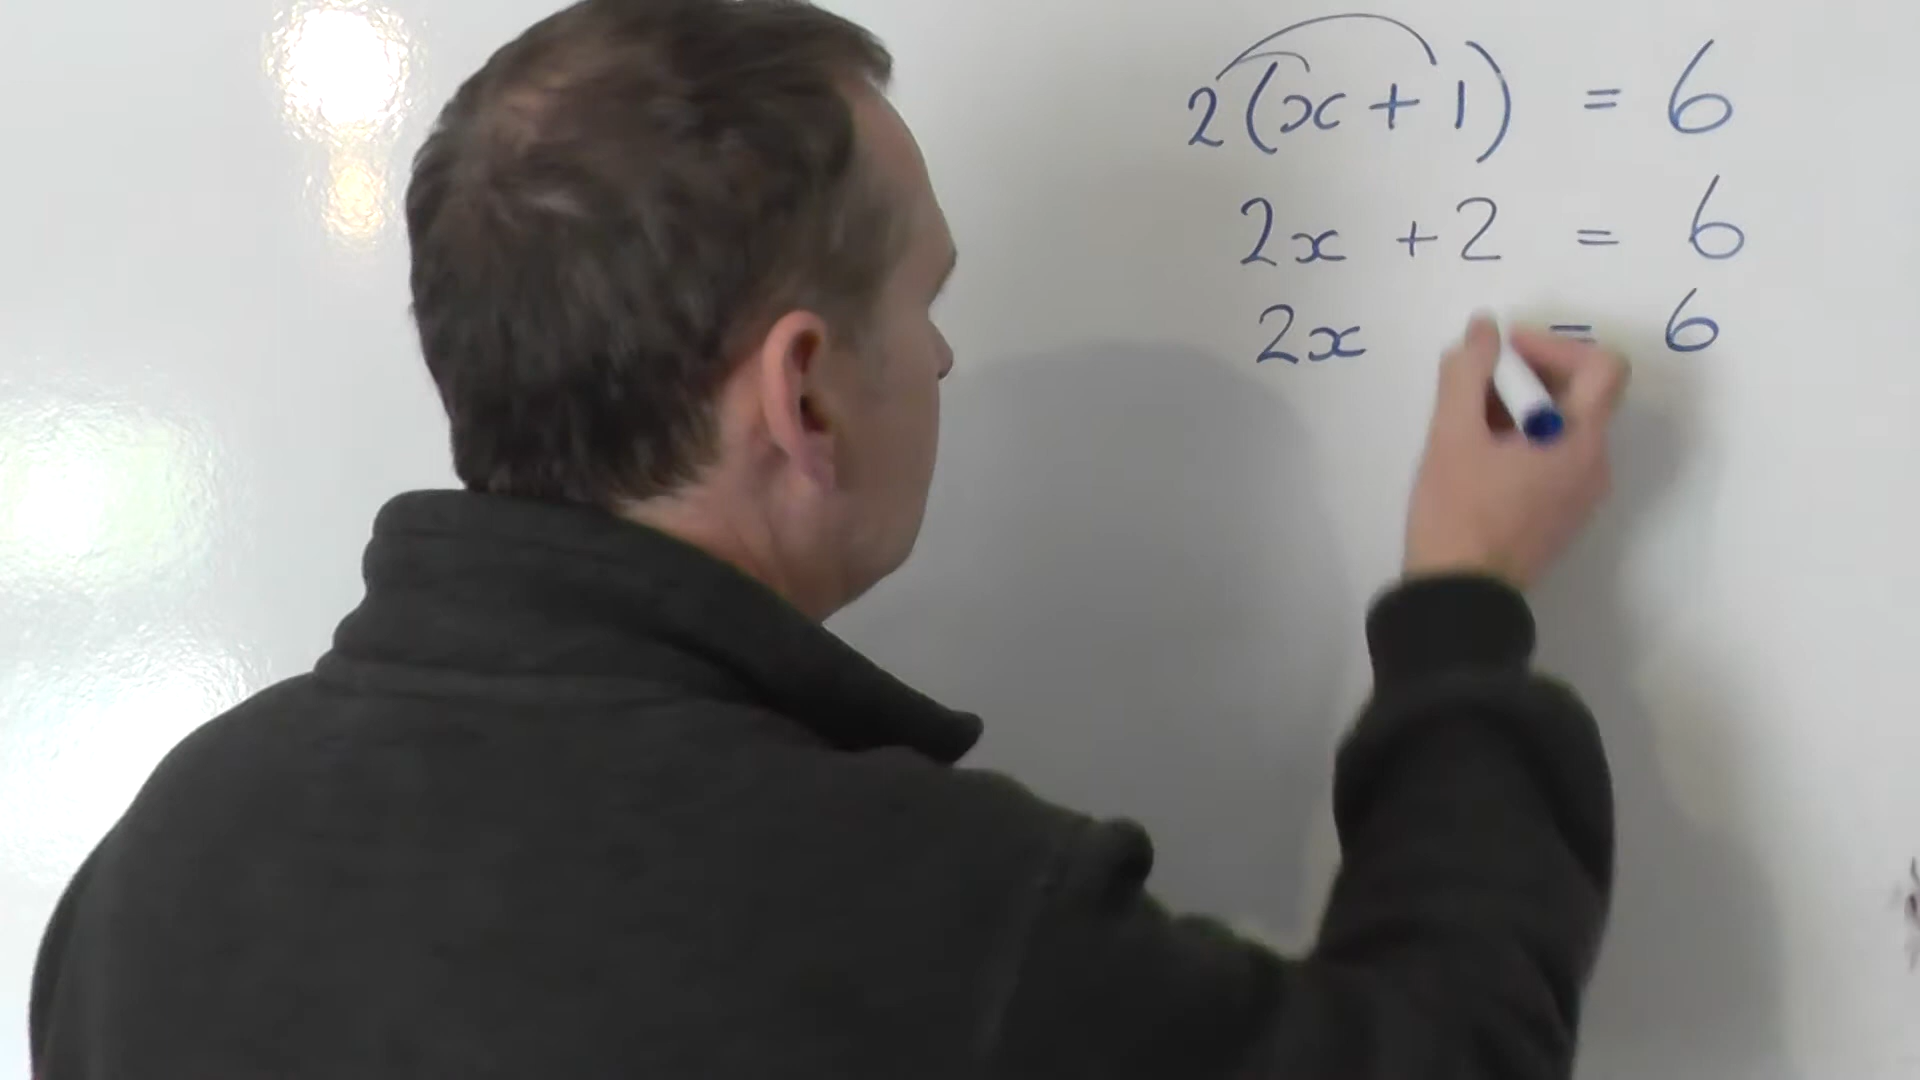 2(x + 1) = 6
2x + 2 = 6
2x = 6